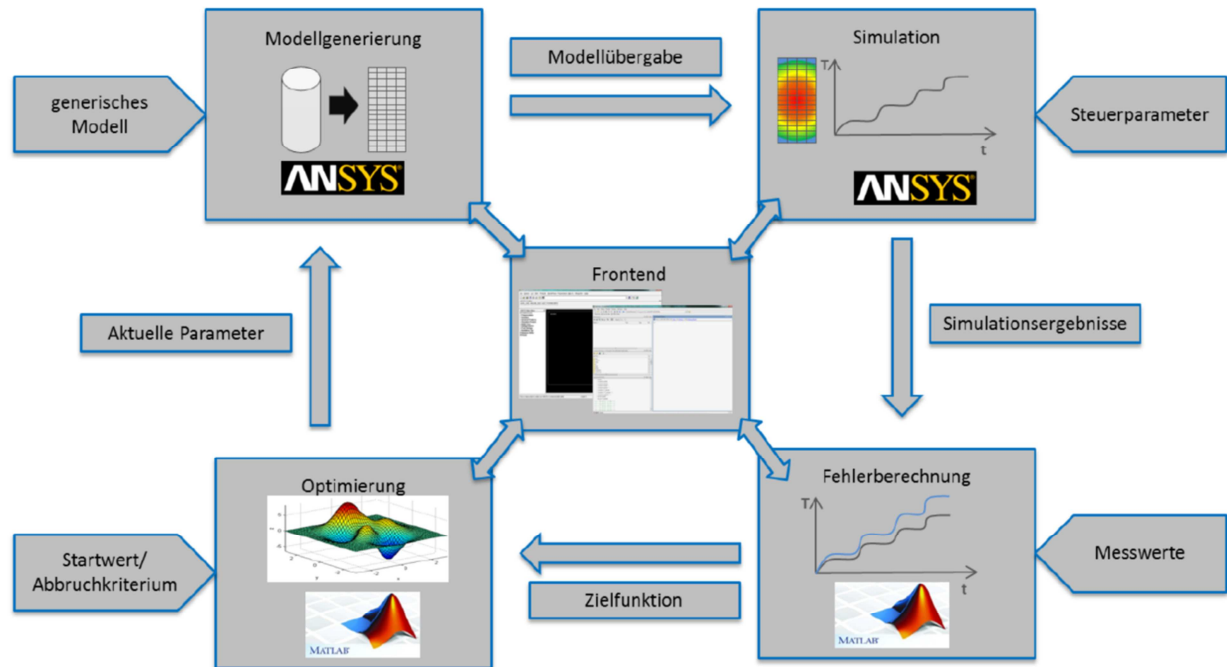 Modellgenerierung
Modellübergabe
Simulation
generisches
Modell
T
t
Steuerparameter
ANSYS®
ANSYS®
Frontend
Aktuelle Parameter
Simulationsergebnisse
Optimierung
Fehlerberechnung
T
t
Startwert/
Abbruchkriterium
Zielfunktion
Messwerte
MATLAB®
MATLAB®